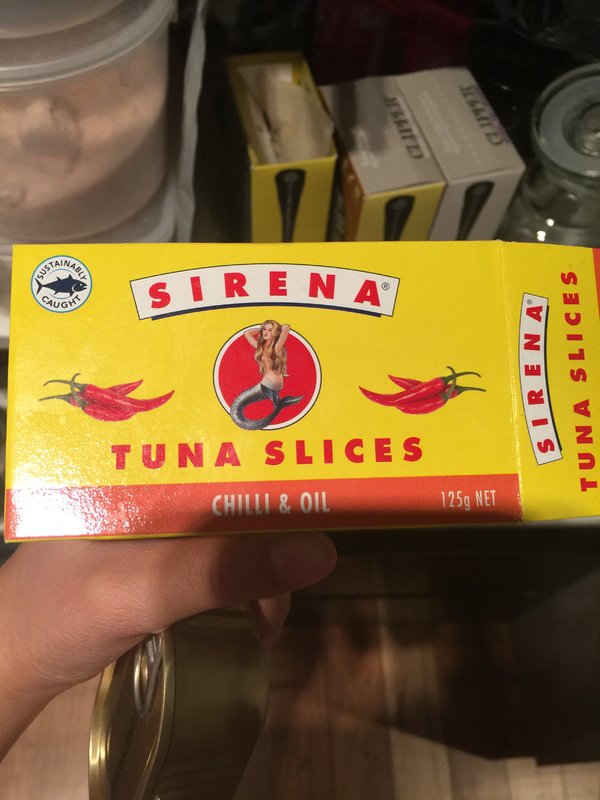 SUSTAINABLY
CAUGHT
SIRENA®
TUNA SLICES
CHILLI & OIL
125g NET
SIRENA®
TUNA SLICES